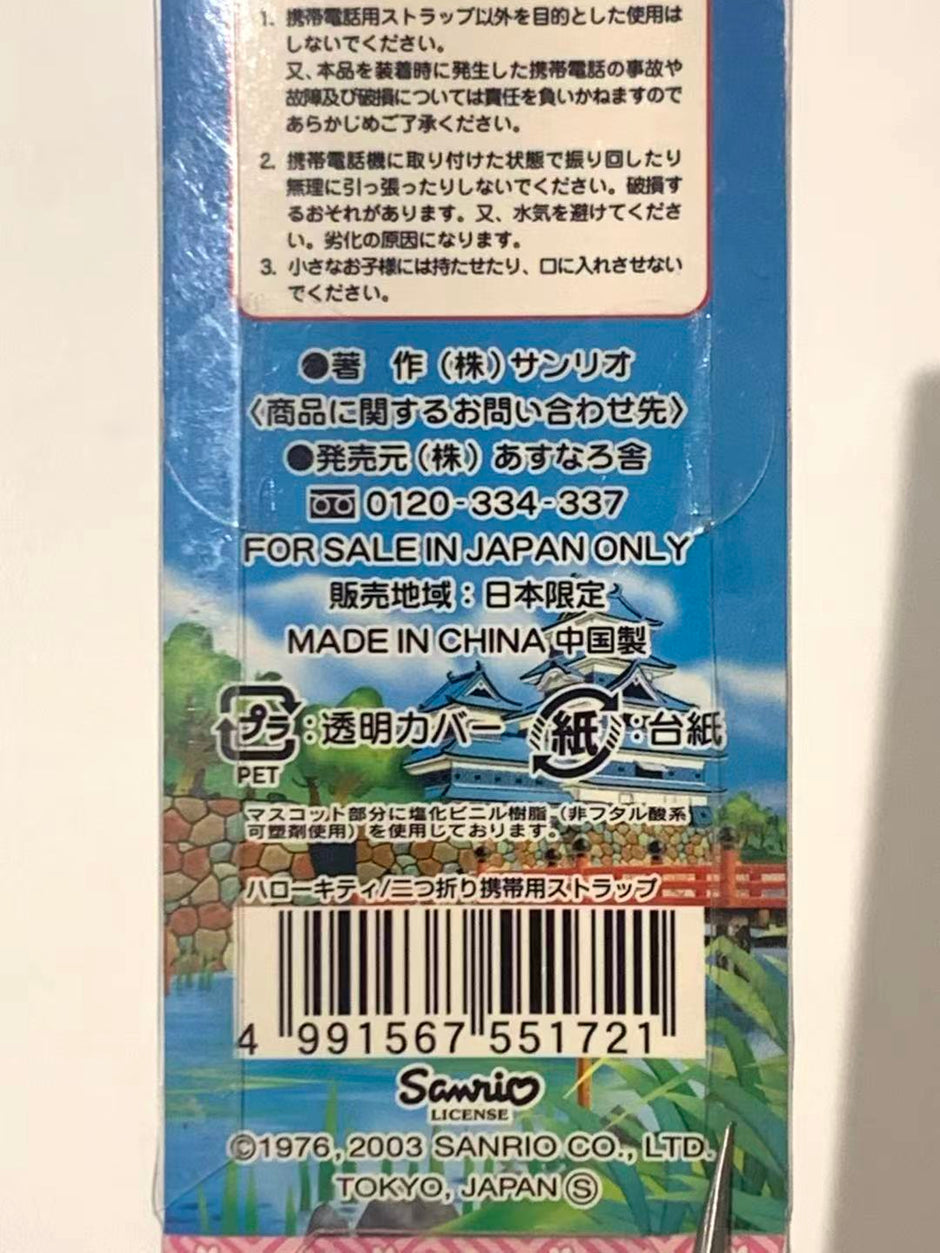 1. 携帯電話用ストラップ以外を目的とした使用は
しないでください。
又、本品を装着時に発生した携帯電話の事故や
故障及び破損については責任を負いかねますので
あらかじめご了承ください。
2. 携帯電話機に取り付けた状態で振り回したり
無理に引っ張ったりしないでください。破損す
るおそれがあります。又、水気を避けてくださ
い。劣化の原因になります。
3. 小さなお子様には持たせたり、口に入れさせない
でください。
●著　作(株)サンリオ
〈商品に関するお問い合わせ先〉
●発売元(株)あすなろ舎
0120-334-337
FOR SALE IN JAPAN ONLY
販売地域：日本限定
MADE IN CHINA 中国製
プラ：透明カバー 紙：台紙
PET
マスコット部分に塩化ビニル樹脂（非フタル酸系
可塑剤使用）を使用しております。
ハローキティ/二つ折り携帯用ストラップ
4 991567 551721
Sanrio
LICENSE
©1976, 2003 SANRIO CO., LTD.
TOKYO, JAPAN Ⓢ